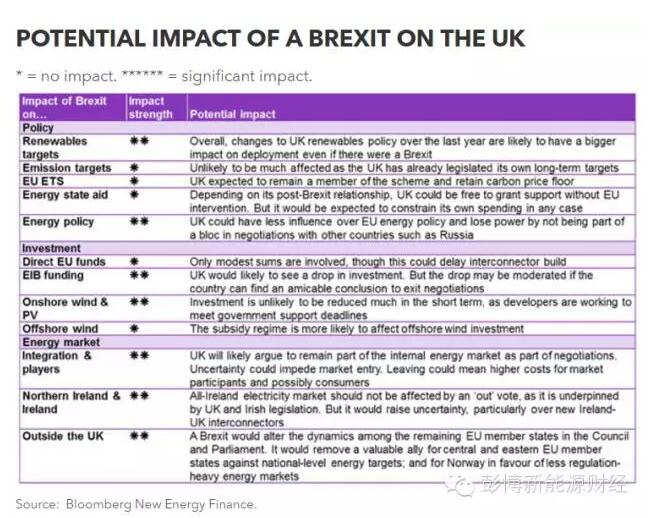 POTENTIAL IMPACT OF A BREXIT ON THE UK
* = no impact. ****** = significant impact.
Impact of Brexit on… Impact strength Potential impact
Policy
Renewables targets ** Overall, changes to UK renewables policy over the last year are likely to have a bigger
impact on deployment even if there were a Brexit
Emission targets * Unlikely to be much affected as the UK has already legislated its own long-term targets
EU ETS * UK expected to remain a member of the scheme and retain carbon price floor
Energy state aid * Depending on its post-Brexit relationship, UK could be free to grant support without EU
intervention. But it would be expected to constrain its own spending in any case
Energy policy ** UK could have less influence over EU energy policy and lose power by not being part of
a bloc in negotiations with other countries such as Russia
Investment
Direct EU funds * Only modest sums are involved, though this could delay interconnector build
EIB funding ** UK would likely to see a drop in investment. But the drop may be moderated if the
country can find an amicable conclusion to exit negotiations
Onshore wind & PV ** Investment is unlikely to be reduced much in the short term, as developers are working to
meet government support deadlines
Offshore wind * The subsidy regime is more likely to affect offshore wind investment
Energy market
Integration & players ** UK will likely argue to remain part of the internal energy market as part of negotiations.
Uncertainty could impede market entry. Leaving could mean higher costs for market
participants and possibly consumers
Northern Ireland & Ireland ** All-Ireland electricity market should not be affected by an 'out' vote, as it is underpinned
by UK and Irish legislation. But it would raise uncertainty, particularly over new Ireland-
UK interconnectors
Outside the UK ** A Brexit would alter the dynamics among the remaining EU member states in the Council
and Parliament. It would remove a valuable ally for central and eastern EU member
states against national-level energy targets; and for Norway in favour of less regulation-
heavy energy markets
彭博新能源财经
Source: Bloomberg New Energy Finance.